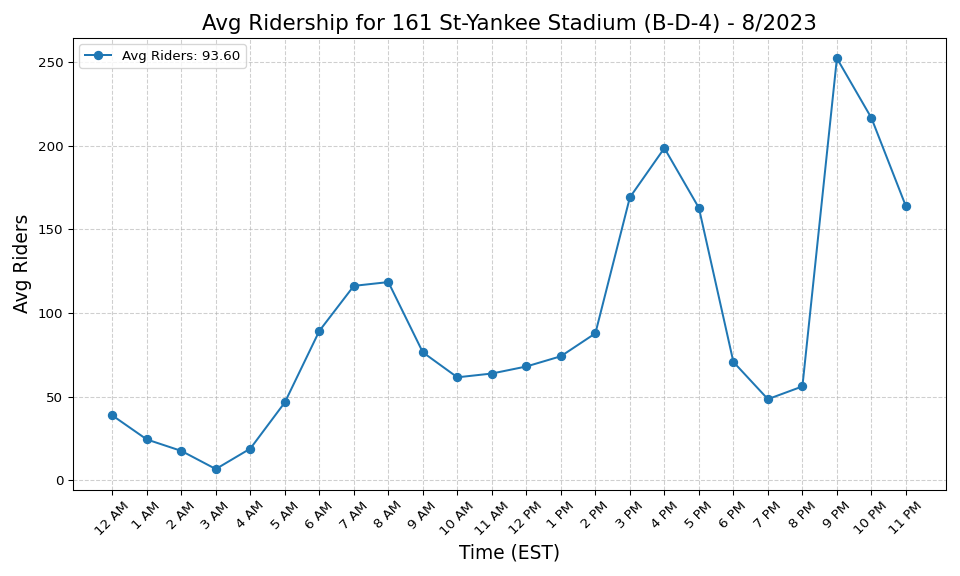 Avg Ridership for 161 St-Yankee Stadium (B-D-4) - 8/2023
Avg Riders: 93.60
Avg Riders
250
200
150
100
50
0
12 AM 1 AM 2 AM 3 AM 4 AM 5 AM 6 AM 7 AM 8 AM 9 AM 10 AM 11 AM 12 PM 1 PM 2 PM 3 PM 4 PM 5 PM 6 PM 7 PM 8 PM 9 PM 10 PM 11 PM
Time (EST)